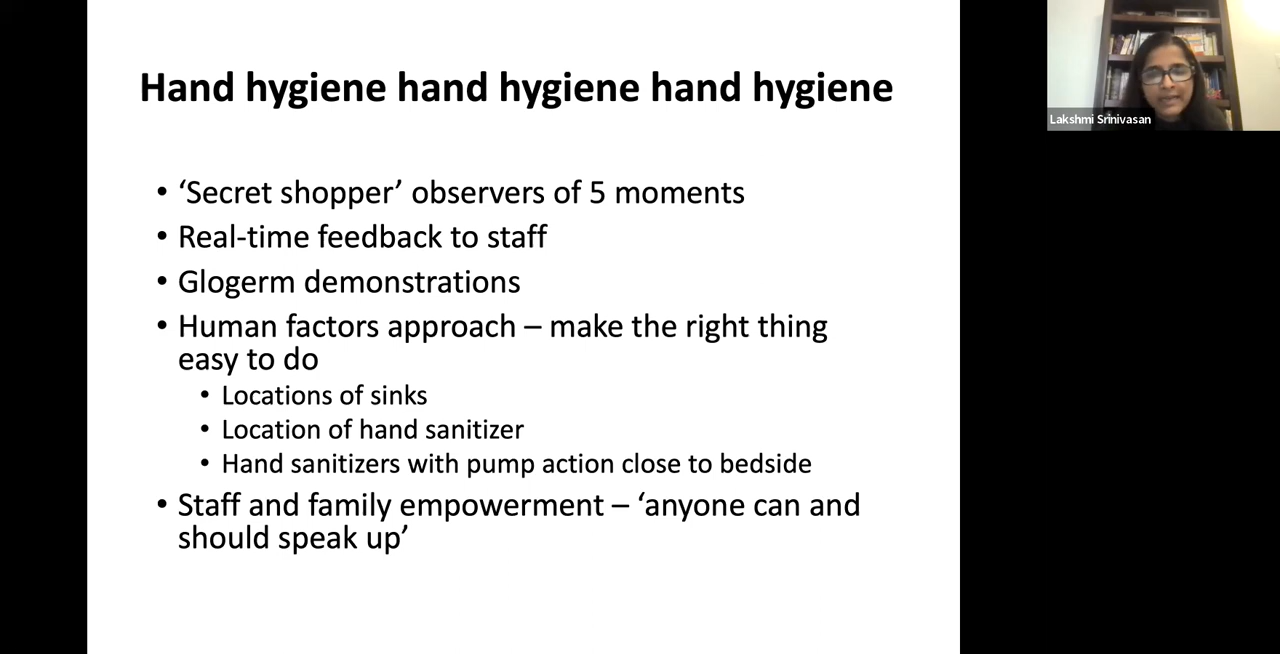 Hand hygiene hand hygiene hand hygiene
• ‘Secret shopper’ observers of 5 moments
• Real-time feedback to staff
• Glogerm demonstrations
• Human factors approach – make the right thing
easy to do
• Locations of sinks
• Location of hand sanitizer
• Hand sanitizers with pump action close to bedside
• Staff and family empowerment – ‘anyone can and
should speak up’
Lakshmi Srinivasan